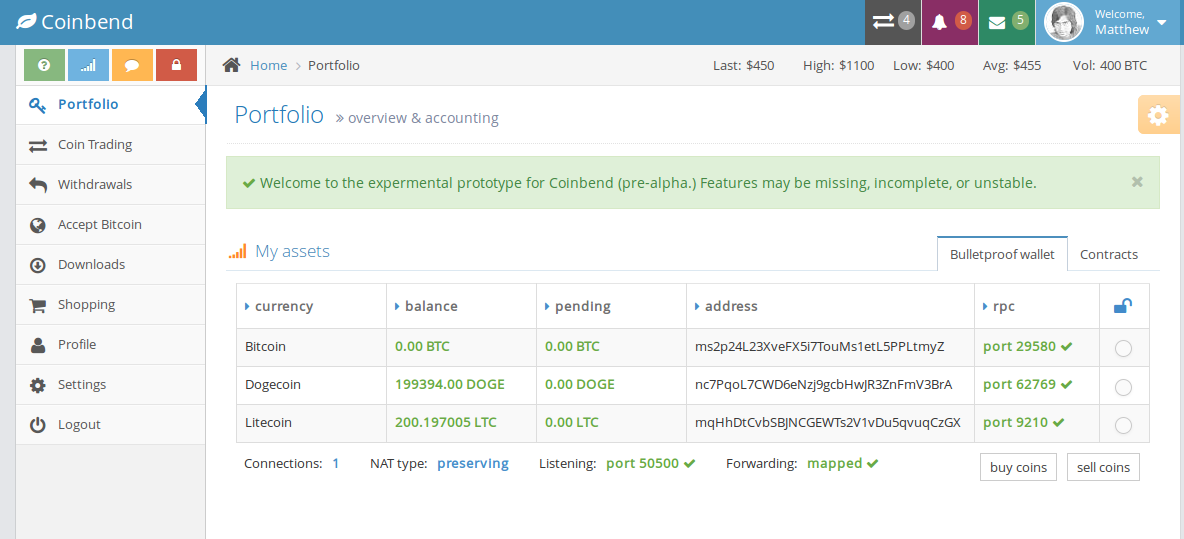 Coinbend
4
8
5
Welcome,
Matthew
Home
Portfolio
Last: $450 High: $1100 Low: $400 Avg: $455 Vol: 400 BTC
Portfolio
Coin Trading
Withdrawals
Accept Bitcoin
Downloads
Shopping
Profile
Settings
Logout
Portfolio » overview & accounting
Welcome to the expermental prototype for Coinbend (pre-alpha.) Features may be missing, incomplete, or unstable. ×
My assets
Bulletproof wallet
Contracts
currency balance pending address rpc
Bitcoin 0.00 BTC 0.00 BTC ms2p24L23XveFX5i7TouMs1etL5PPLtmyZ port 29580
Dogecoin 199394.00 DOGE 0.00 DOGE nc7PqoL7CWD6eNzj9gcbHwJR3ZnFmV3BrA port 62769
Litecoin 200.197005 LTC 0.00 LTC mqHhDtCvbSBJNCGEWTs2V1vDu5qvuqCzGX port 9210
Connections: 1 NAT type: preserving Listening: port 50500 Forwarding: mapped
buy coins
sell coins